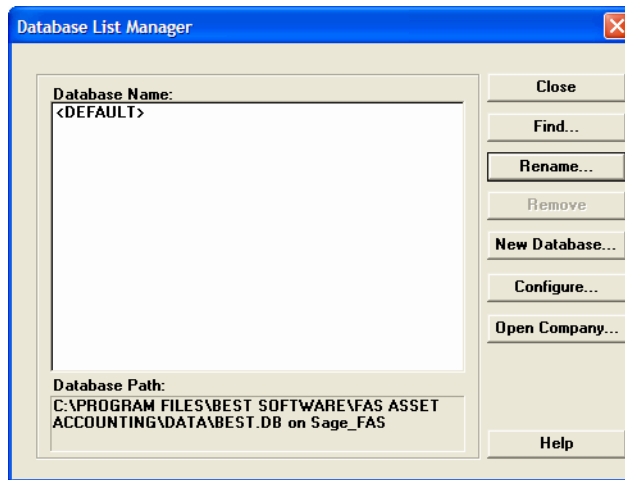 Database List Manager
Database Name:
<DEFAULT>
Close
Find...
Rename...
Remove
New Database...
Configure...
Open Company...
Database Path:
C:\PROGRAM FILES\BEST SOFTWARE\FAS ASSET
ACCOUNTING\DATA\BEST.DB on Sage_FAS
Help